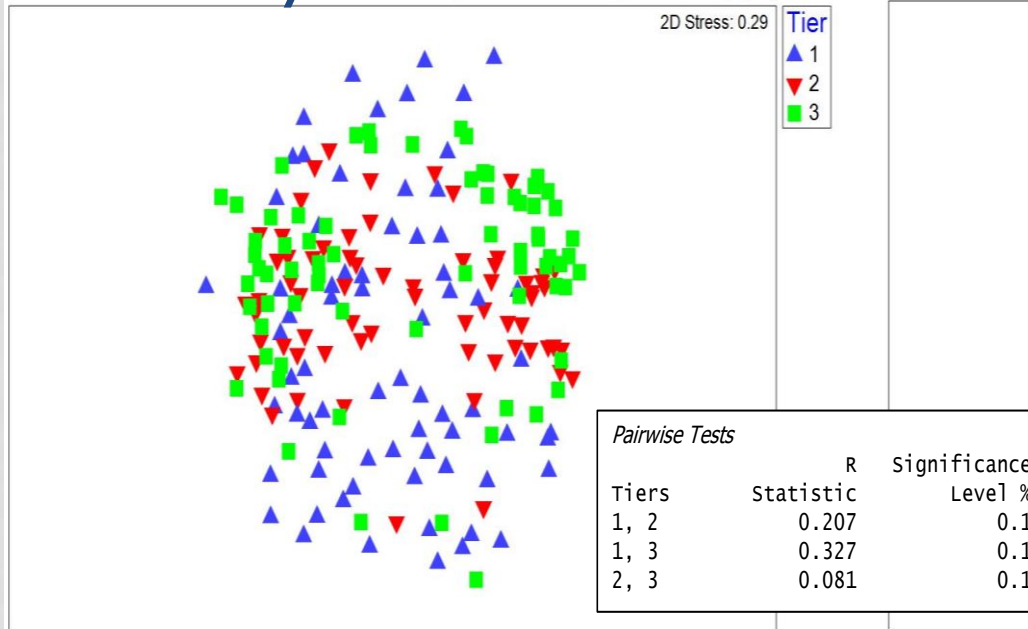 2D Stress: 0.29
Tier
1
2
3
Pairwise Tests
R Significance
Tiers Statistic Level %
1, 2 0.207 0.1
1, 3 0.327 0.1
2, 3 0.081 0.1